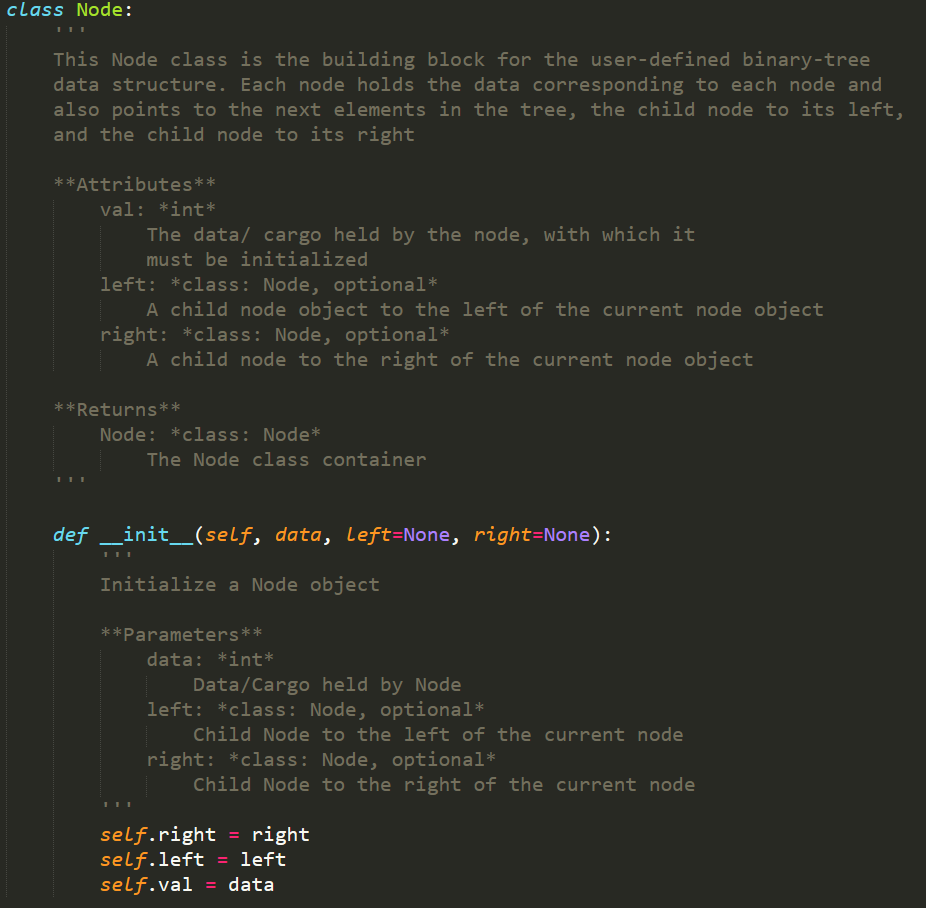 class Node:
    '''
    This Node class is the building block for the user-defined binary-tree
    data structure. Each node holds the data corresponding to each node and
    also points to the next elements in the tree, the child node to its left,
    and the child node to its right

    **Attributes**
        val: *int*
            The data/ cargo held by the node, with which it
            must be initialized
        left: *class: Node, optional*
            A child node object to the left of the current node object
        right: *class: Node, optional*
            A child node to the right of the current node object

    **Returns**
        Node: *class: Node*
            The Node class container
    '''

    def __init__(self, data, left=None, right=None):
        '''
        Initialize a Node object

        **Parameters**
            data: *int*
                Data/Cargo held by Node
            left: *class: Node, optional*
                Child Node to the left of the current node
            right: *class: Node, optional*
                Child Node to the right of the current node
        '''
        self.right = right
        self.left = left
        self.val = data